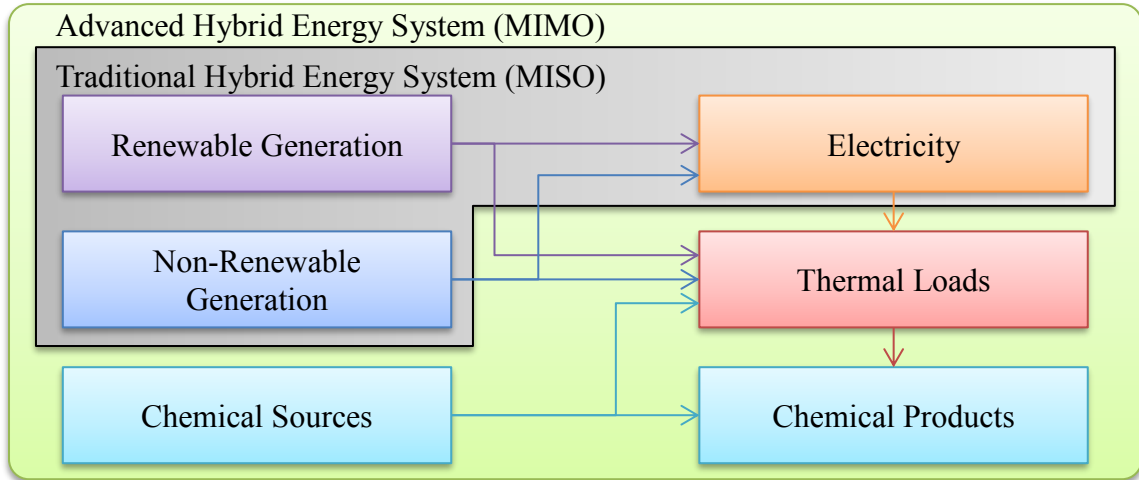 Advanced Hybrid Energy System (MIMO)
Traditional Hybrid Energy System (MISO)
Renewable Generation
Electricity
Non-Renewable
Generation
Thermal Loads
Chemical Sources
Chemical Products